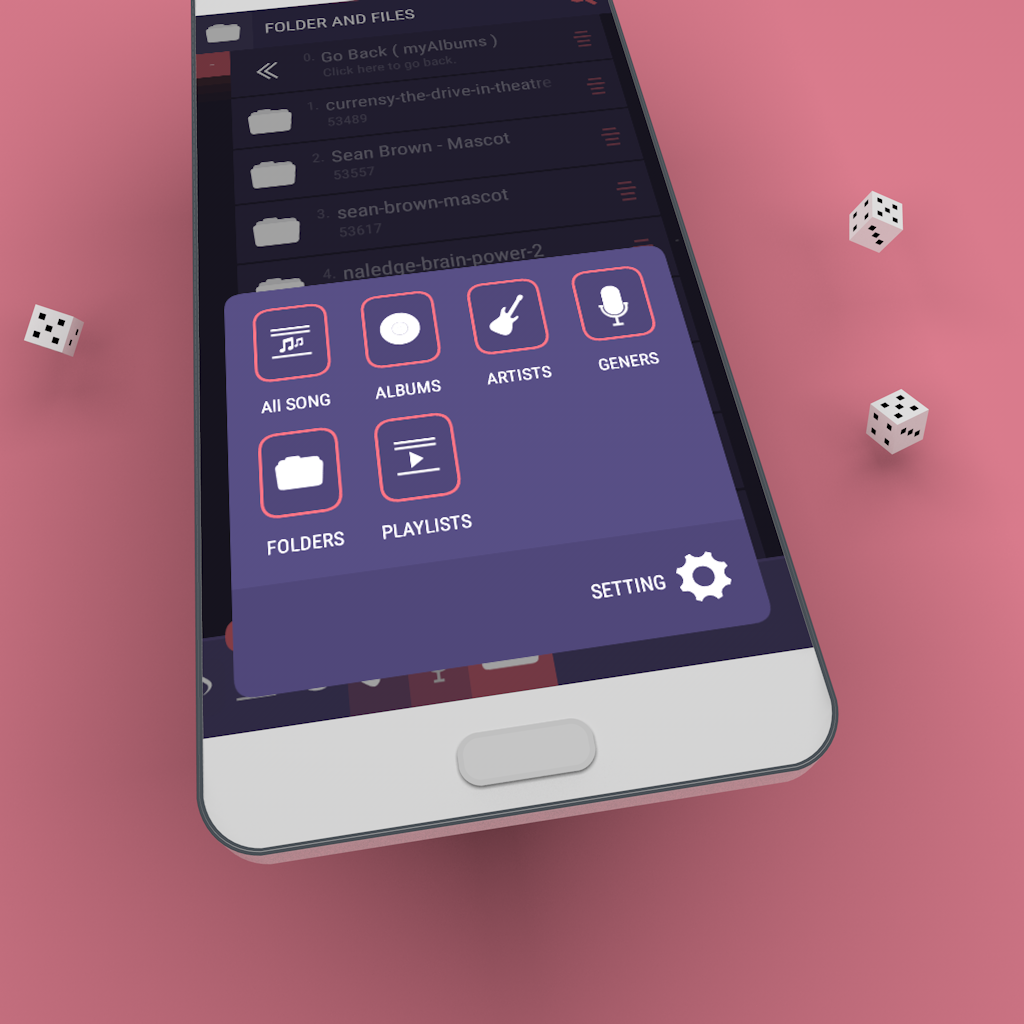 FOLDER AND FILES
0. Go Back ( myAlbums )
Click here to go back.
1. currensy-the-drive-in-theatre
53489
2. Sean Brown - Mascot
53557
3. sean-brown-mascot
53617
4. naledge-brain-power-2
All SONG
ALBUMS
ARTISTS
GENERS
FOLDERS
PLAYLISTS
SETTING